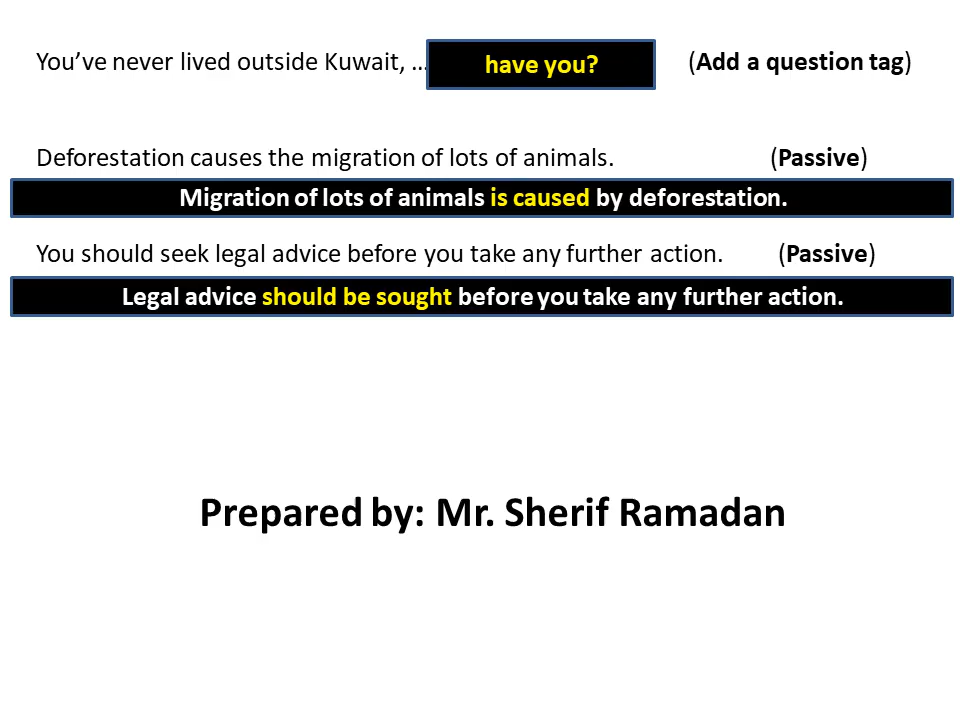 You’ve never lived outside Kuwait, … have you? (Add a question tag)
Deforestation causes the migration of lots of animals. (Passive)
Migration of lots of animals is caused by deforestation.
You should seek legal advice before you take any further action. (Passive)
Legal advice should be sought before you take any further action.
Prepared by: Mr. Sherif Ramadan